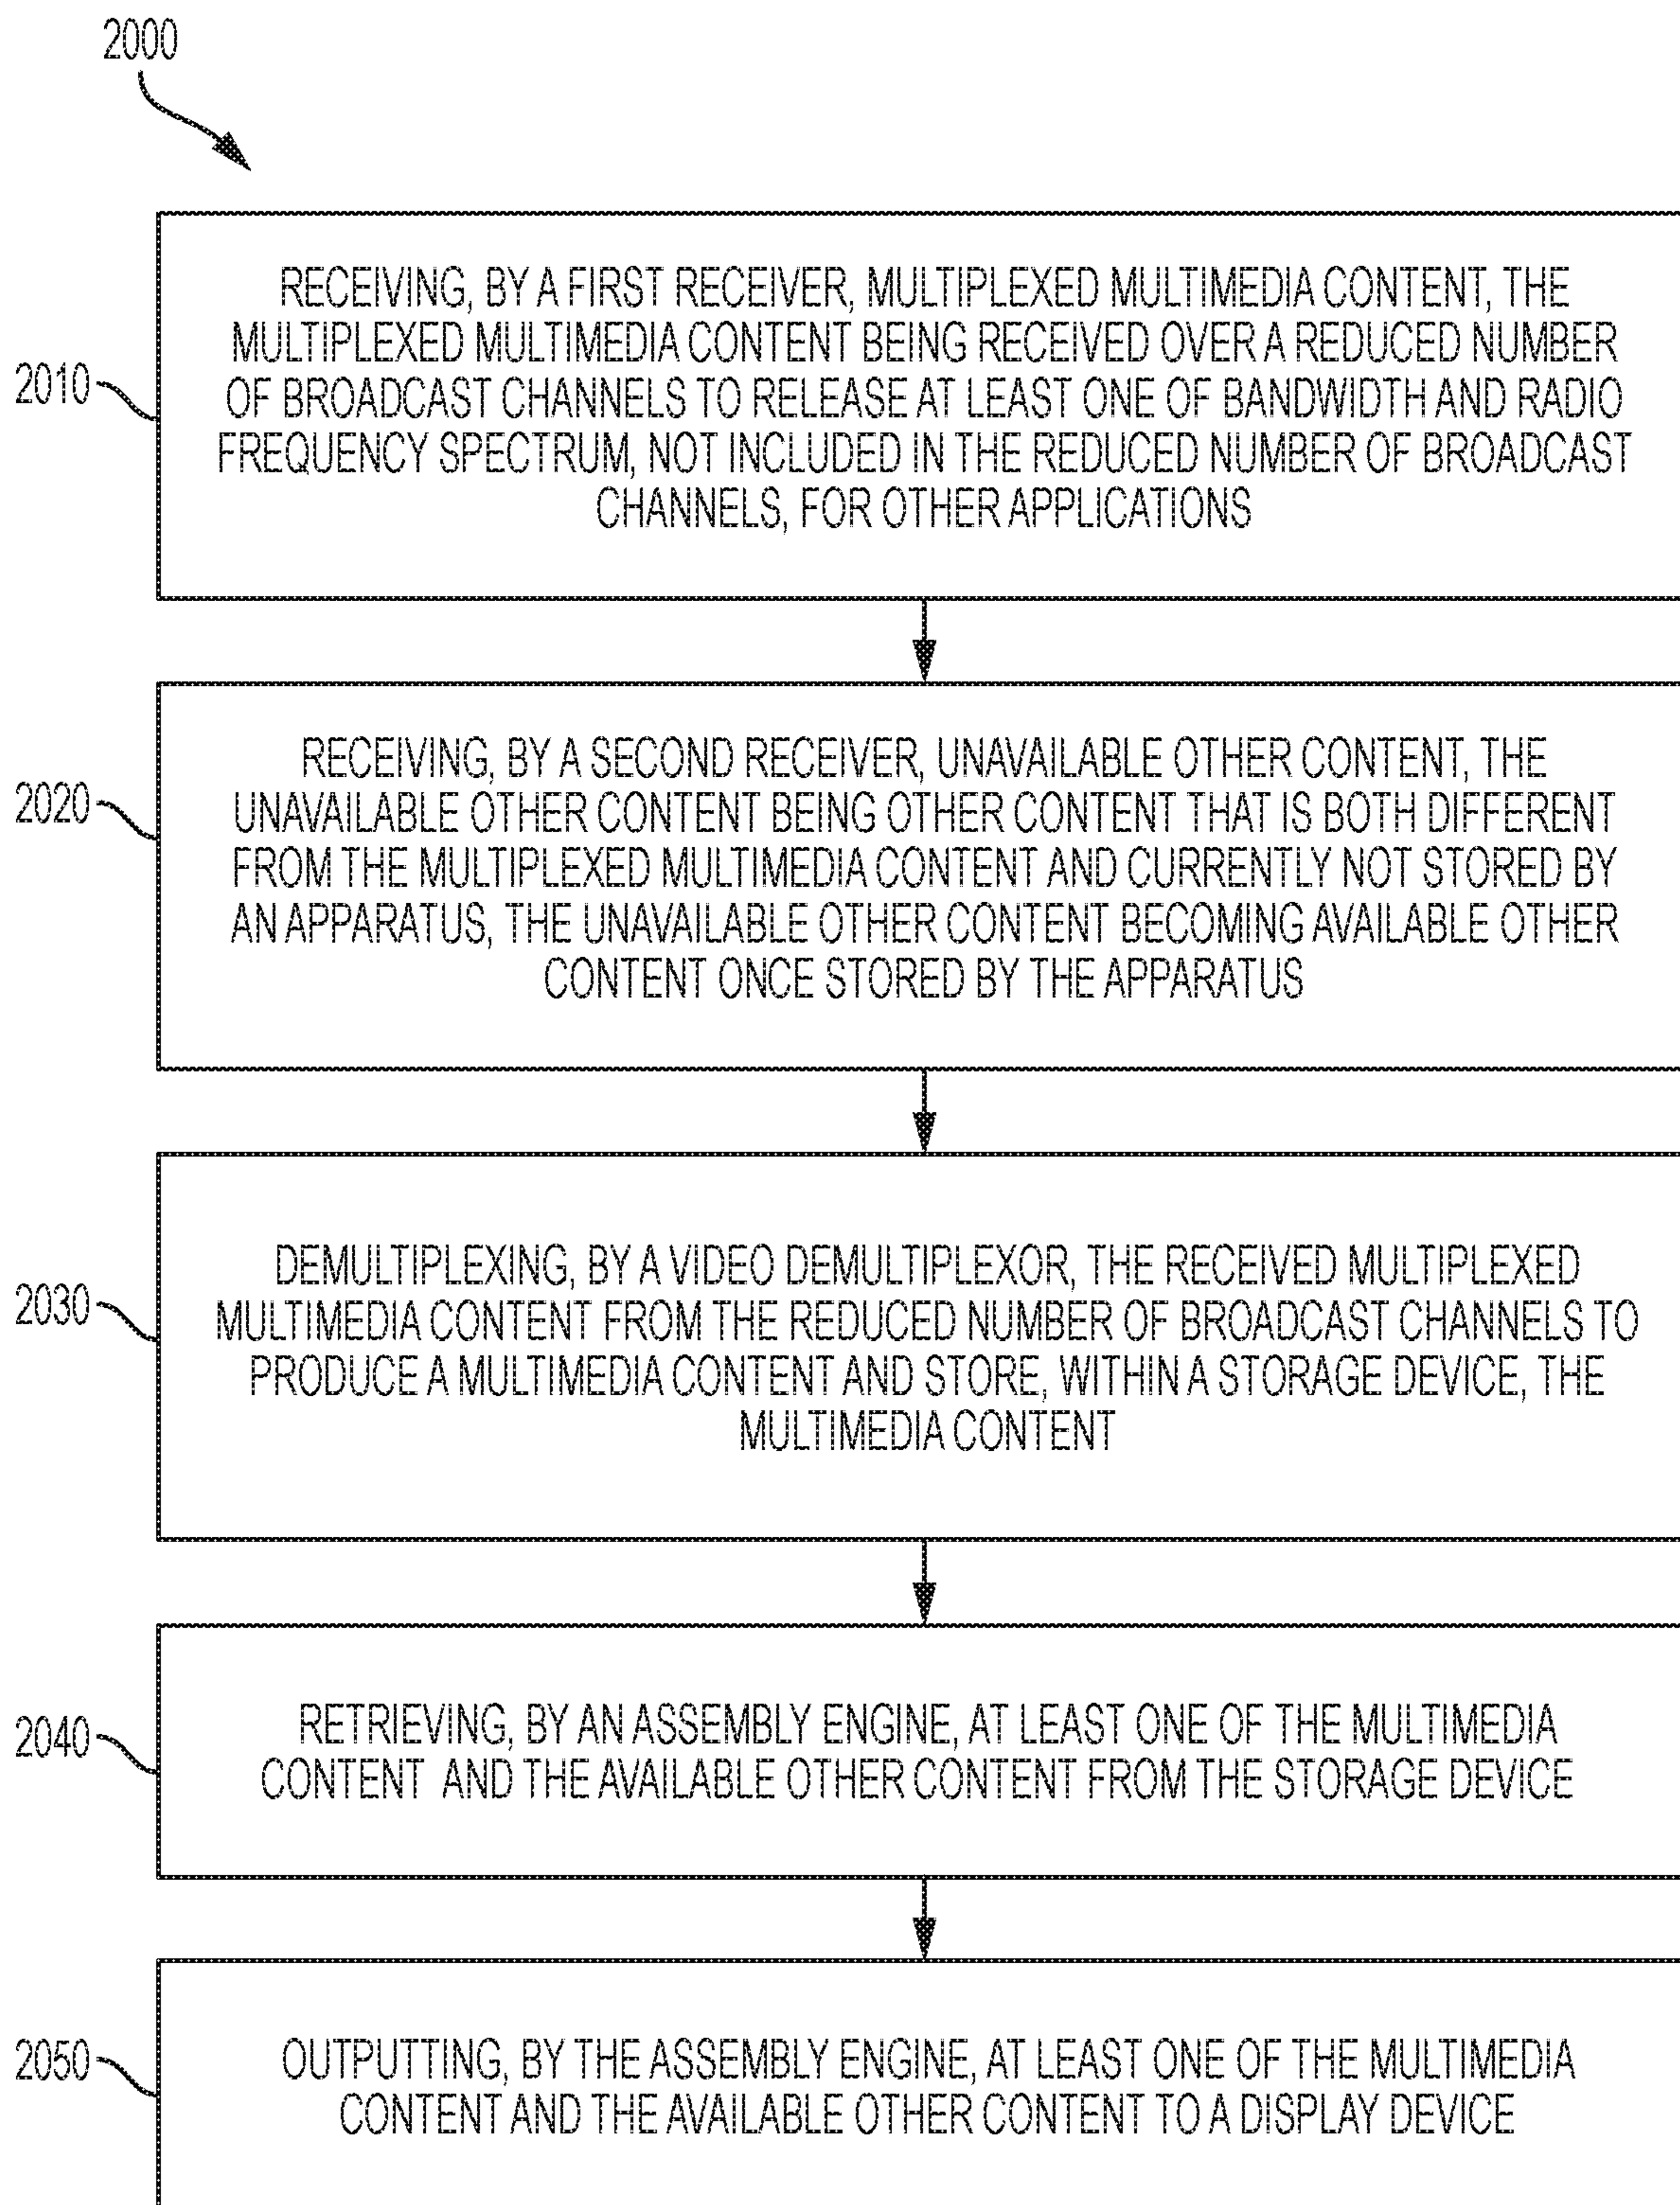 2000
2010
RECEIVING, BY A FIRST RECEIVER, MULTIPLEXED MULTIMEDIA CONTENT, THE
MULTIPLEXED MULTIMEDIA CONTENT BEING RECEIVED OVER A REDUCED NUMBER
OF BROADCAST CHANNELS TO RELEASE AT LEAST ONE OF BANDWIDTH AND RADIO
FREQUENCY SPECTRUM, NOT INCLUDED IN THE REDUCED NUMBER OF BROADCAST
CHANNELS, FOR OTHER APPLICATIONS
2020
RECEIVING, BY A SECOND RECEIVER, UNAVAILABLE OTHER CONTENT, THE
UNAVAILABLE OTHER CONTENT BEING OTHER CONTENT THAT IS BOTH DIFFERENT
FROM THE MULTIPLEXED MULTIMEDIA CONTENT AND CURRENTLY NOT STORED BY
AN APPARATUS, THE UNAVAILABLE OTHER CONTENT BECOMING AVAILABLE OTHER
CONTENT ONCE STORED BY THE APPARATUS
2030
DEMULTIPLEXING, BY A VIDEO DEMULTIPLEXOR, THE RECEIVED MULTIPLEXED
MULTIMEDIA CONTENT FROM THE REDUCED NUMBER OF BROADCAST CHANNELS TO
PRODUCE A MULTIMEDIA CONTENT AND STORE, WITHIN A STORAGE DEVICE, THE
MULTIMEDIA CONTENT
2040
RETRIEVING, BY AN ASSEMBLY ENGINE, AT LEAST ONE OF THE MULTIMEDIA
CONTENT AND THE AVAILABLE OTHER CONTENT FROM THE STORAGE DEVICE
2050
OUTPUTTING, BY THE ASSEMBLY ENGINE, AT LEAST ONE OF THE MULTIMEDIA
CONTENT AND THE AVAILABLE OTHER CONTENT TO A DISPLAY DEVICE